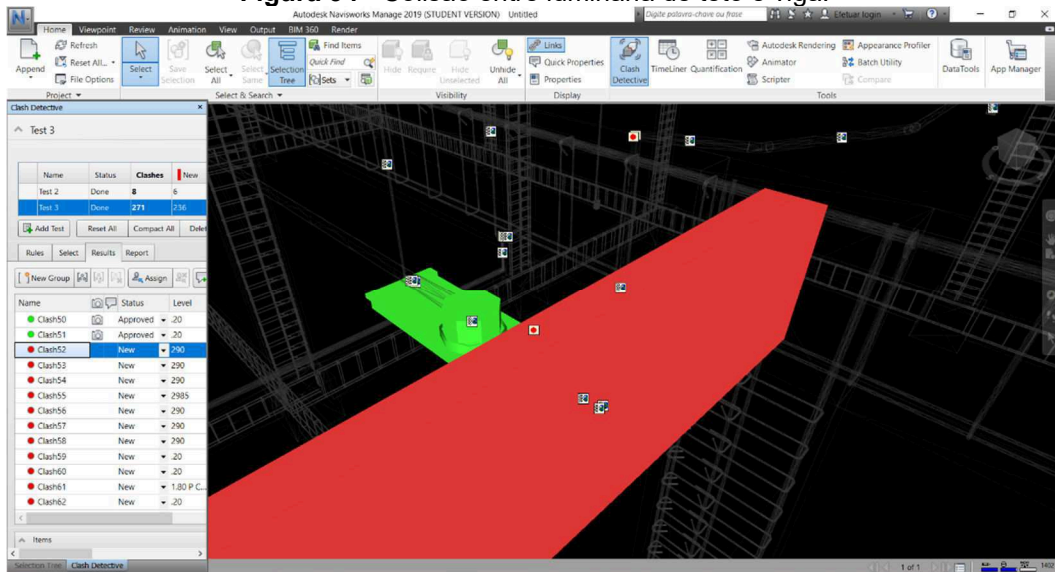 Autodesk Navisworks Manage 2019 (STUDENT VERSION) Untitled
Digite palavra-chave ou frase
Efetuar login
Home Viewpoint Review Animation View Output BIM 360 Render
Append
Refresh
Reset All...
File Options
Project
Select
Save Selection
Select All
Select Same
Selection Tree
Find Items
Quick Find
Sets
Select & Search
Hide Require Hide Unselected Unhide All
Visibility
Links
Quick Properties
Properties
Display
Clash Detective
TimeLiner Quantification
Autodesk Rendering
Animator
Scripter
Appearance Profiler
Batch Utility
Compare
Tools
DataTools App Manager
Clash Detective
Test 3
Name Status Clashes New
Test 2 Done 8 6
Test 3 Done 271 236
Add Test Reset All Compact All Delet
Rules Select Results Report
New Group Assign
Name Status Level
Clash50 Approved .20
Clash51 Approved .20
Clash52 New 290
Clash53 New 290
Clash54 New 290
Clash55 New 2985
Clash56 New 290
Clash57 New 290
Clash58 New 290
Clash59 New .20
Clash60 New .20
Clash61 New 1.80 P C...
Clash62 New .20
Items
Selection Tree Clash Detective
1 of 1
1402